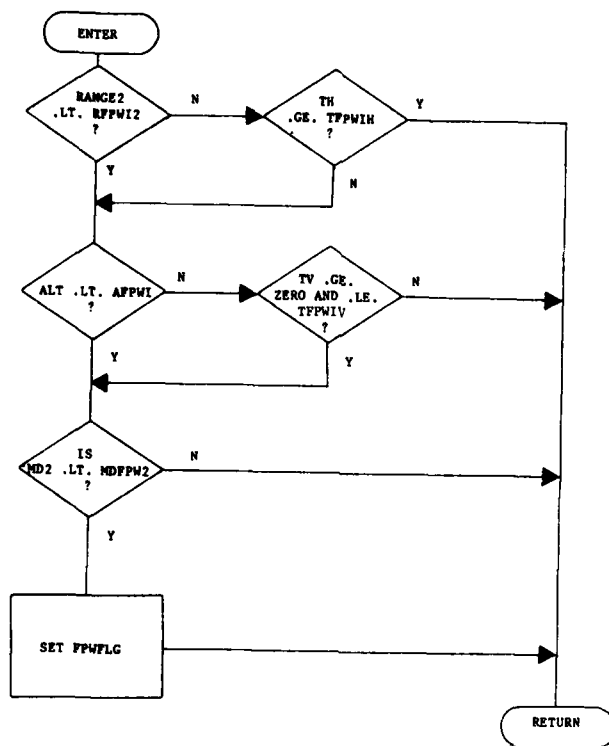 ENTER
RANGE2
.LT. RFPWI2
?
N
TH
.GE. TFPWIH
?
Y
Y
N
ALT .LT. AFPWI
?
N
TV .GE.
ZERO AND .LE.
TFPWIV
?
N
Y
Y
IS
MD2 .LT. MDFPW2
?
N
Y
SET FPWFLG
RETURN